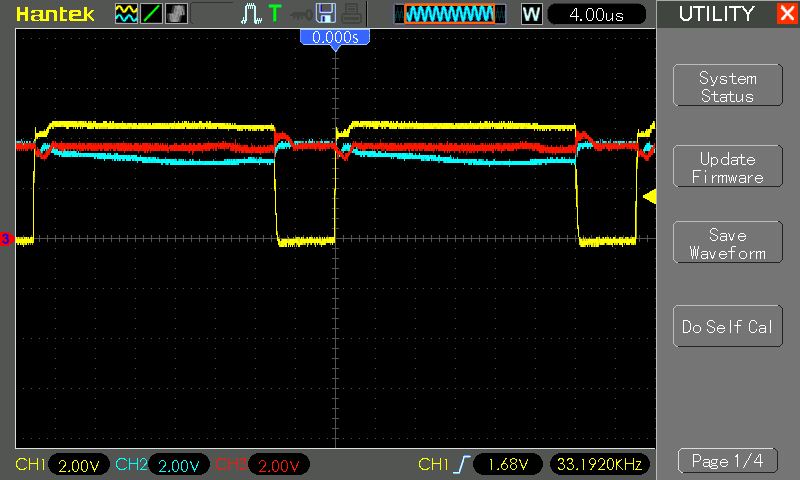 Hantek T W 4.00us UTILITY
0.000s
System
Status
Update
Firmware
Save
Waveform
Do Self Cal
3
CH1 2.00V CH2 2.00V CH3 2.00V CH1 1.68V 33.1920KHz
Page 1/4